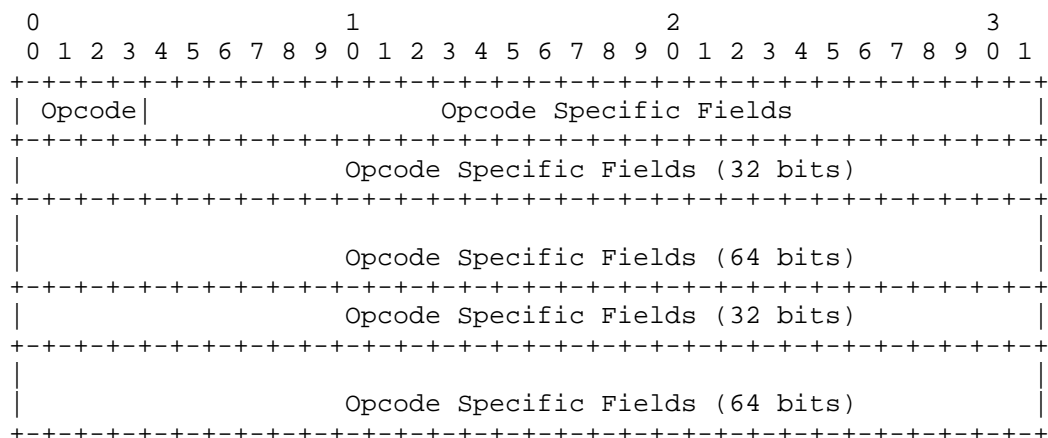 0                   1                   2                   3
 0 1 2 3 4 5 6 7 8 9 0 1 2 3 4 5 6 7 8 9 0 1 2 3 4 5 6 7 8 9 0 1
+-+-+-+-+-+-+-+-+-+-+-+-+-+-+-+-+-+-+-+-+-+-+-+-+-+-+-+-+-+-+-+-+
| Opcode|                  Opcode Specific Fields               |
+-+-+-+-+-+-+-+-+-+-+-+-+-+-+-+-+-+-+-+-+-+-+-+-+-+-+-+-+-+-+-+-+
|                    Opcode Specific Fields (32 bits)           |
+-+-+-+-+-+-+-+-+-+-+-+-+-+-+-+-+-+-+-+-+-+-+-+-+-+-+-+-+-+-+-+-+
|                                                               |
|                    Opcode Specific Fields (64 bits)           |
+-+-+-+-+-+-+-+-+-+-+-+-+-+-+-+-+-+-+-+-+-+-+-+-+-+-+-+-+-+-+-+-+
|                    Opcode Specific Fields (32 bits)           |
+-+-+-+-+-+-+-+-+-+-+-+-+-+-+-+-+-+-+-+-+-+-+-+-+-+-+-+-+-+-+-+-+
|                                                               |
|                    Opcode Specific Fields (64 bits)           |
+-+-+-+-+-+-+-+-+-+-+-+-+-+-+-+-+-+-+-+-+-+-+-+-+-+-+-+-+-+-+-+-+